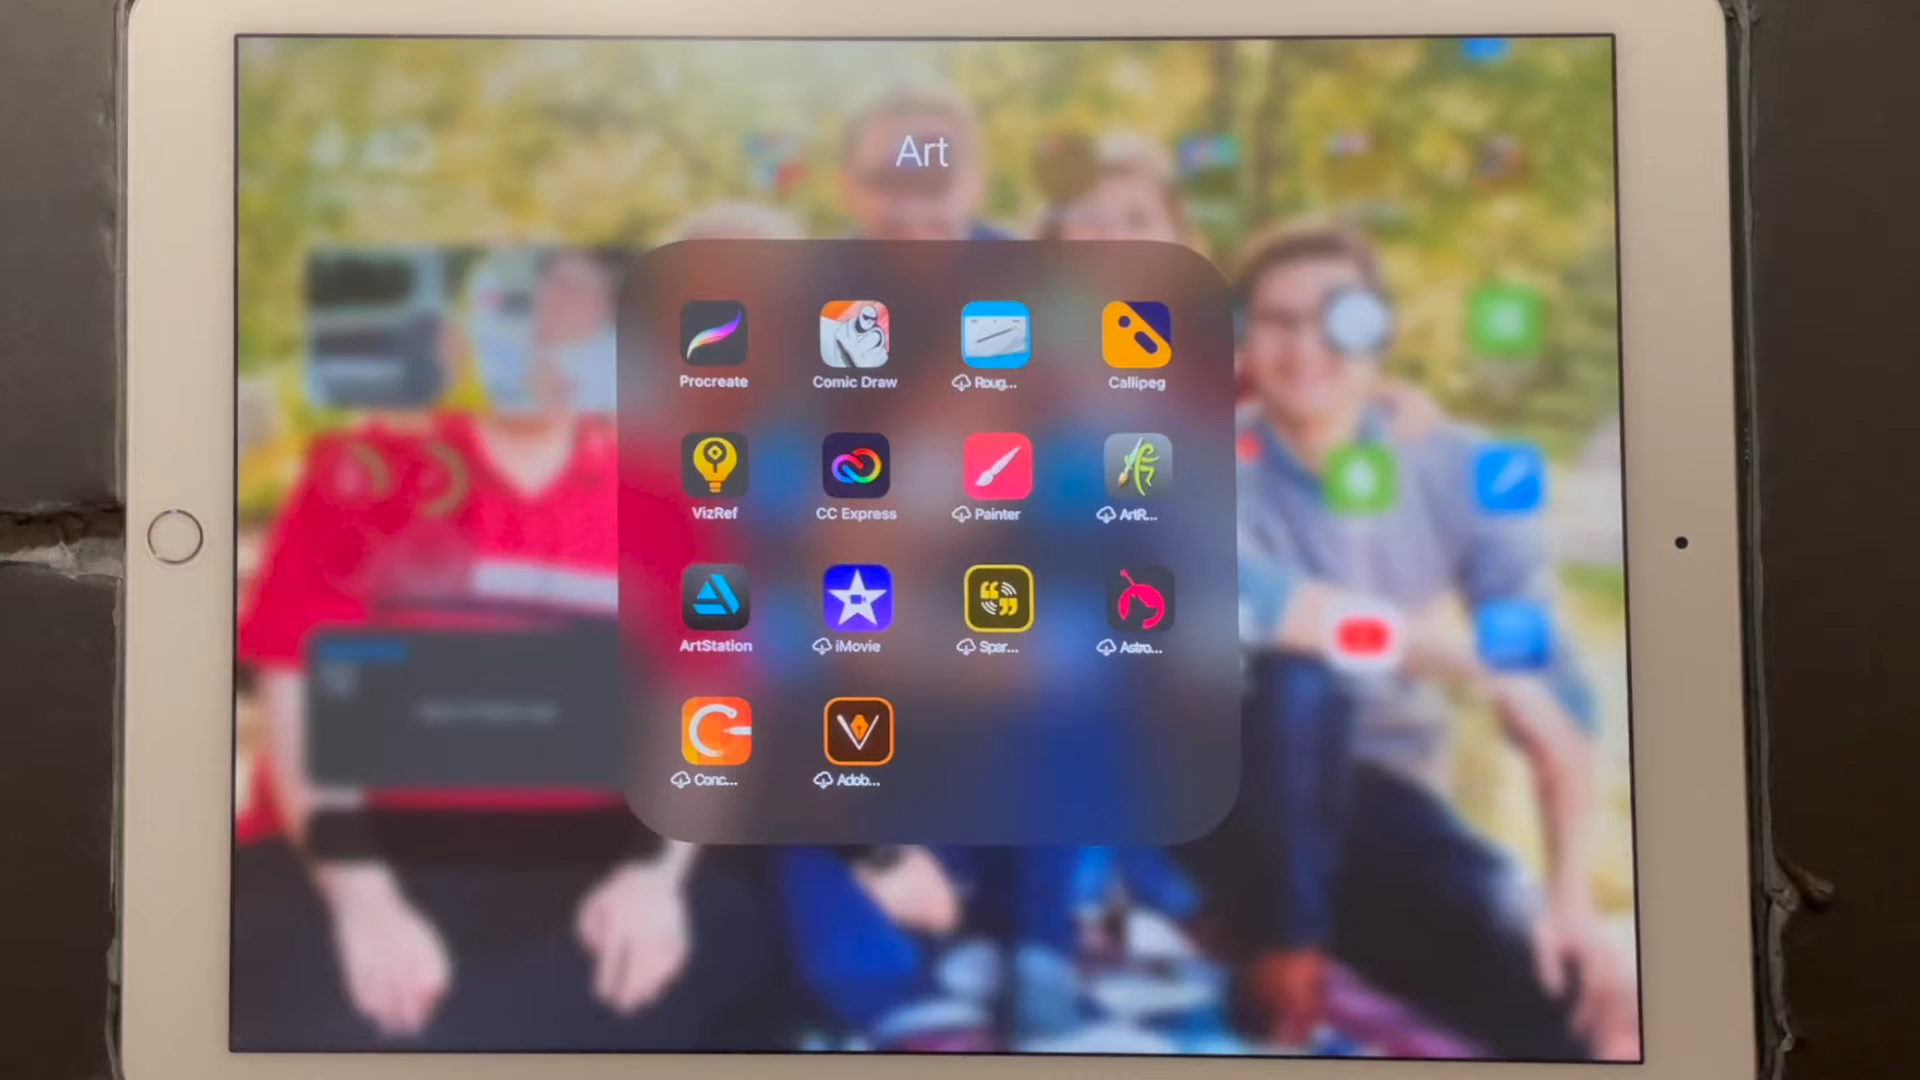 Art
Procreate Comic Draw Roug... Callipeg
VizRef CC Express Painter ArtR...
ArtStation iMovie Spar... Astro...
Conc... Adob...